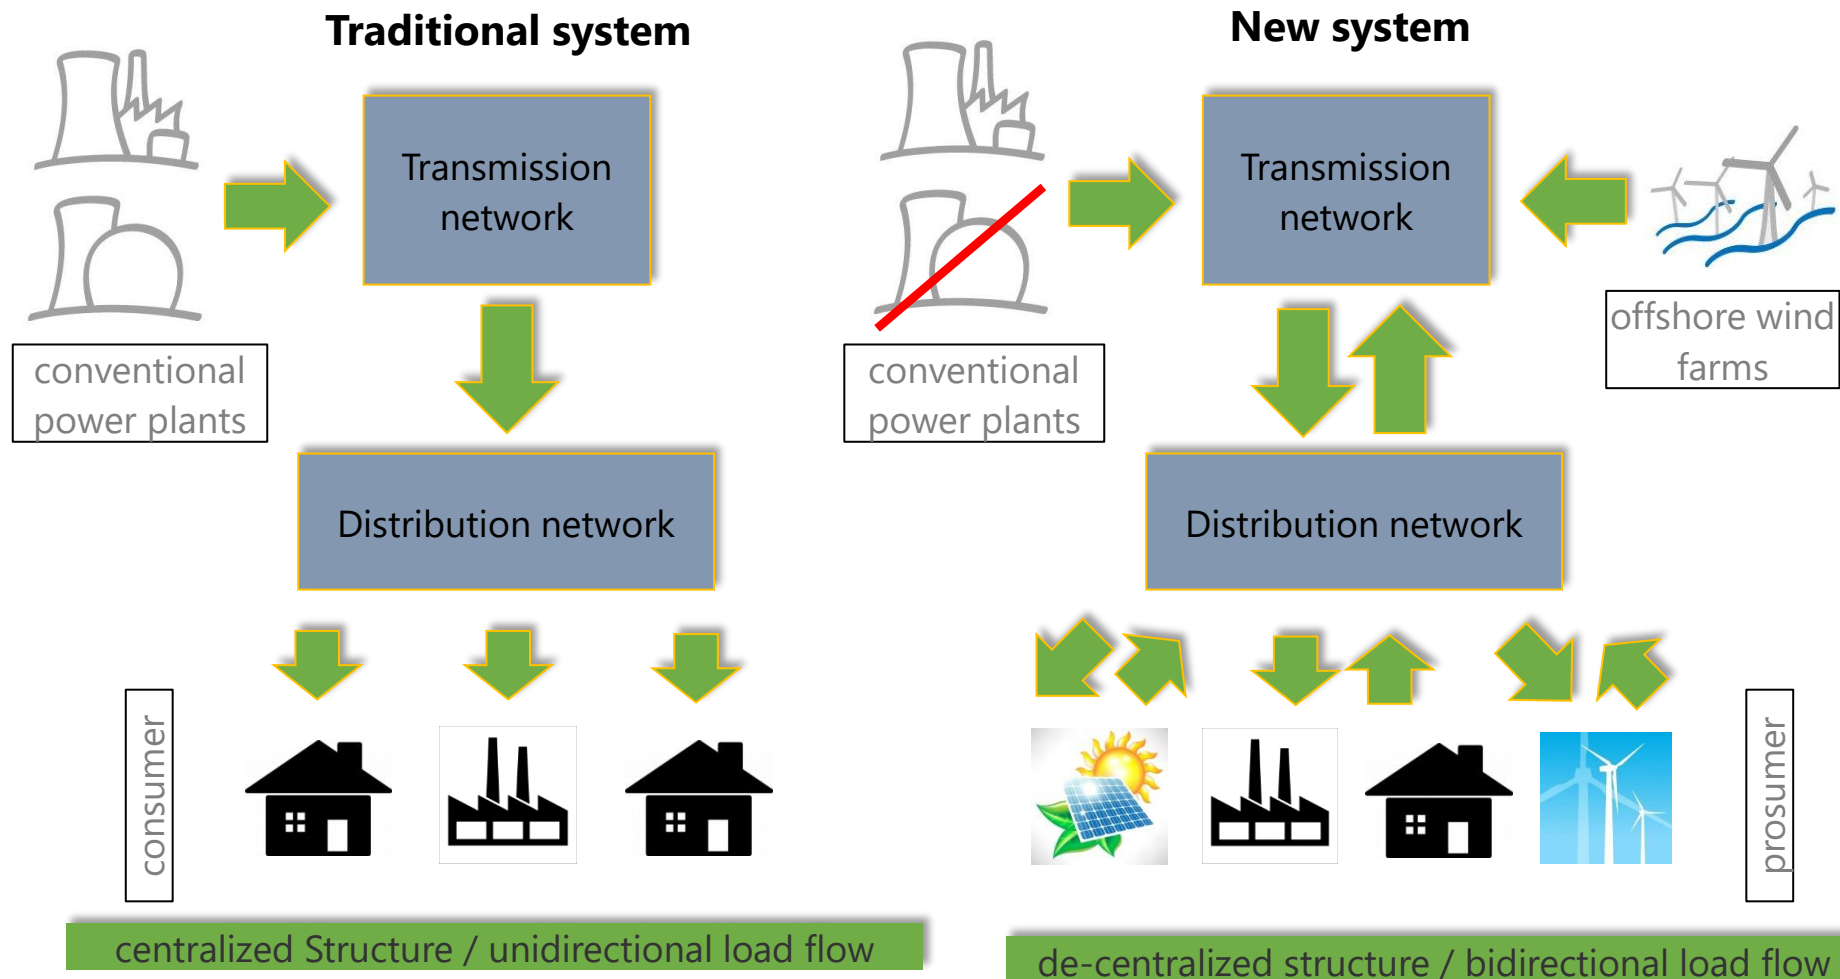 Traditional system
Transmission
network
conventional
power plants
Distribution network
consumer
centralized Structure / unidirectional load flow
New system
Transmission
network
conventional
power plants
offshore wind
farms
Distribution network
prosumer
de-centralized structure / bidirectional load flow